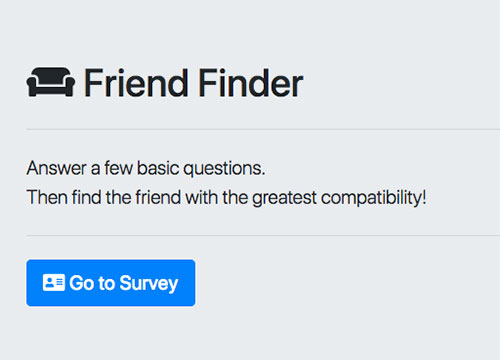 Friend Finder
Answer a few basic questions.
Then find the friend with the greatest compatibility!
Go to Survey